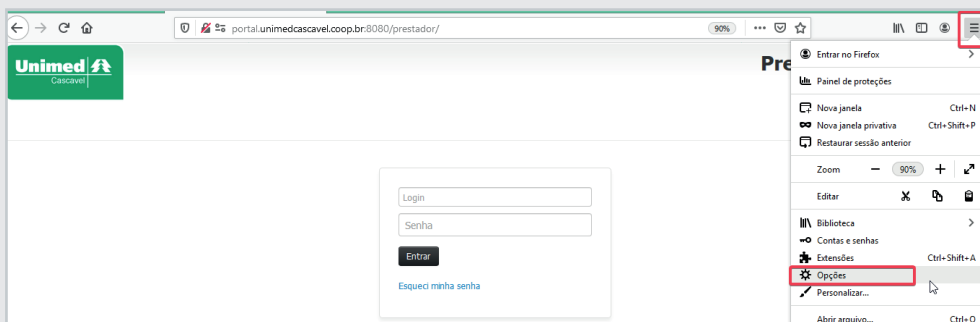 portal.unimedcascavel.coop.br:8080/prestador/
90%
Unimed
Cascavel
Pre
Login
Senha
Entrar
Esqueci minha senha
Entrar no Firefox
Painel de proteções
Nova janela Ctrl+N
Nova janela privativa Ctrl+Shift+P
Restaurar sessão anterior
Zoom 90%
Editar
Biblioteca
Contas e senhas
Extensões Ctrl+Shift+A
Opções
Personalizar...
Abrir arquivo... Ctrl+O